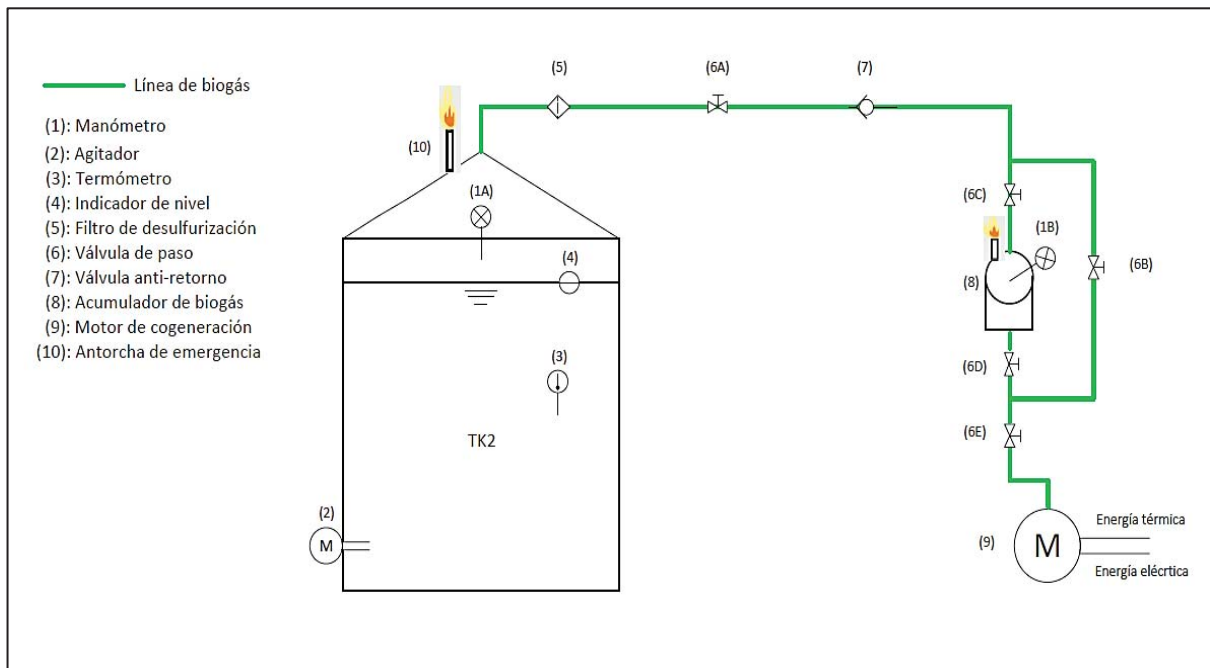 Línea de biogás
(1): Manómetro
(2): Agitador
(3): Termómetro
(4): Indicador de nivel
(5): Filtro de desulfurización
(6): Válvula de paso
(7): Válvula anti-retorno
(8): Acumulador de biogás
(9): Motor de cogeneración
(10): Antorcha de emergencia
(10)
(5)
(6A)
(7)
(1A)
(4)
(3)
TK2
(2)
M
(6C)
(1B)
(8)
(6B)
(6D)
(6E)
(9)
M
Energía térmica
Energía elécrtica